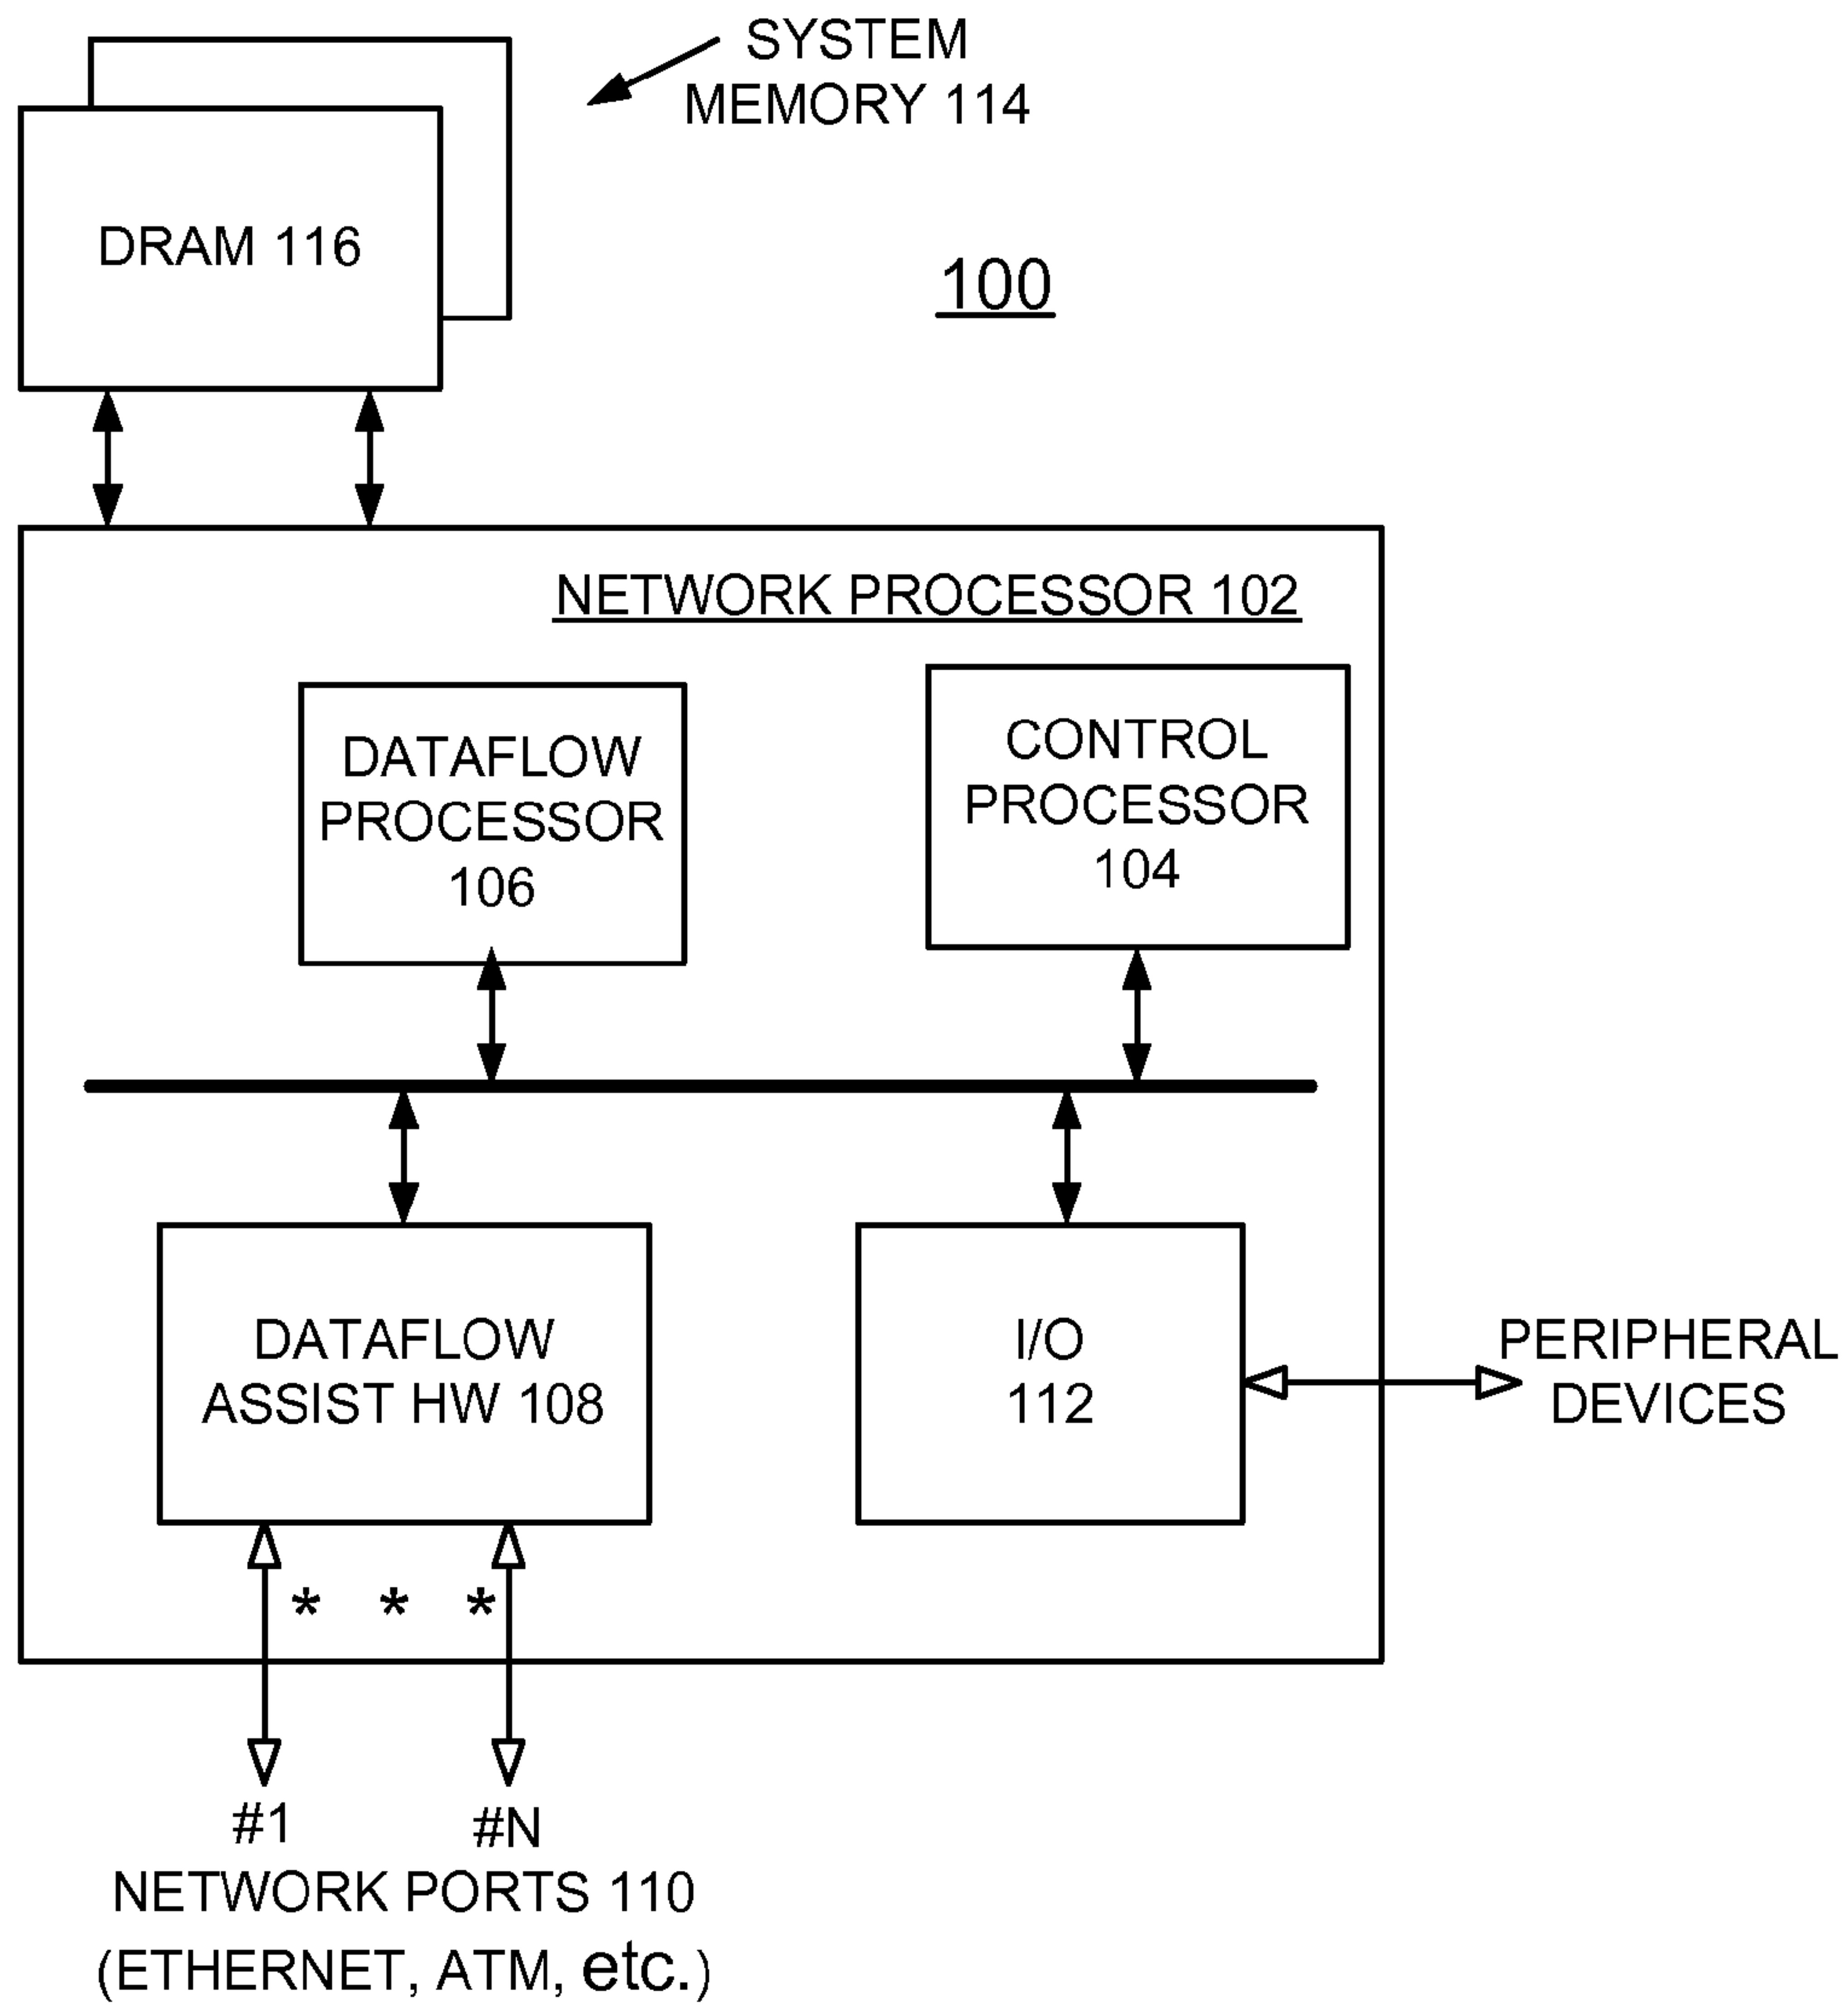 SYSTEM
MEMORY 114
DRAM 116
100
NETWORK PROCESSOR 102
DATAFLOW
PROCESSOR
106
CONTROL
PROCESSOR
104
DATAFLOW
ASSIST HW 108
I/O
112
PERIPHERAL
DEVICES
* * *
#1 #N
NETWORK PORTS 110
(ETHERNET, ATM, etc.)